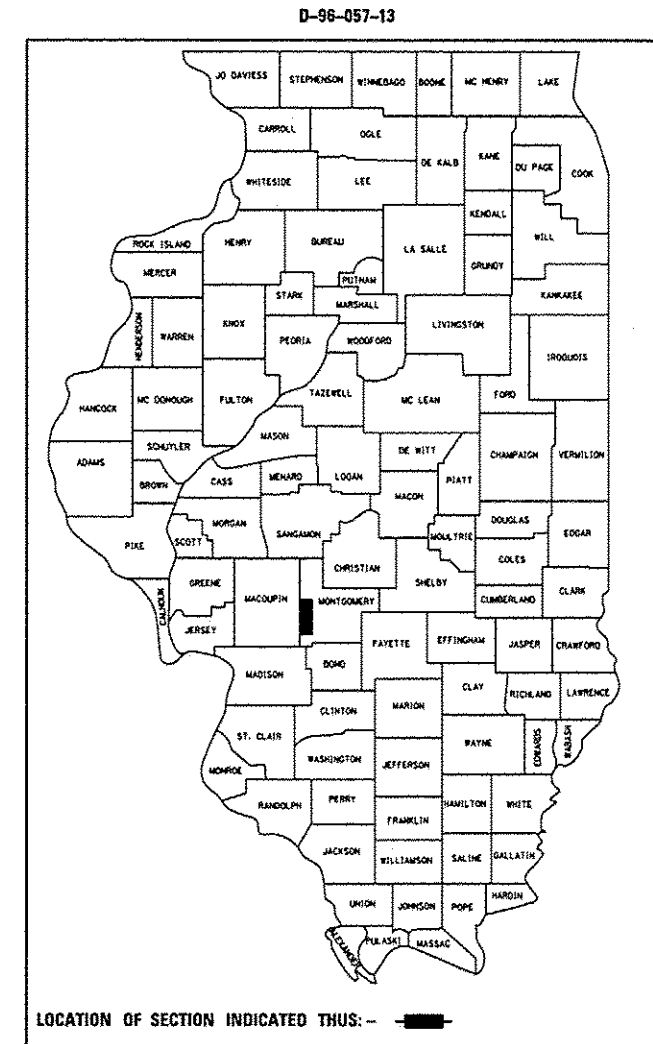 D-96-057-13
JO DAVIESS STEPHENSON WINNEBAGO BOONE MC HENRY LAKE
CARROLL OGLE DE KALB KANE DU PAGE COOK
WHITESIDE LEE
KENDALL WILL
ROCK ISLAND HENRY BUREAU LA SALLE GRUNDY
MERCER PUTNAM
STARK MARSHALL KANKAKEE
HENDERSON WARREN KNOX PEORIA WOODFORD LIVINGSTON IROQUOIS
HANCOCK MC DONOUGH FULTON TAZEWELL MC LEAN FORD
SCHUYLER MASON
ADAMS BROWN CASS MENARD LOGAN DE WITT PIATT CHAMPAIGN VERMILION
MACON
PIKE SCOTT MORGAN SANGAMON MOULTRIE DOUGLAS EDGAR
CHRISTIAN SHELBY COLES
CALHOUN GREENE MACOUPIN MONTGOMERY CUMBERLAND CLARK
JERSEY FAYETTE EFFINGHAM JASPER CRAWFORD
MADISON BOND
CLAY RICHLAND LAWRENCE
CLINTON MARION
ST. CLAIR WAYNE EDWARDS WABASH
MONROE WASHINGTON JEFFERSON
RANDOLPH PERRY HAMILTON WHITE
FRANKLIN
JACKSON WILLIAMSON SALINE GALLATIN
UNION JOHNSON POPE HARDIN
ALEXANDER PULASKI MASSAC
LOCATION OF SECTION INDICATED THUS: -